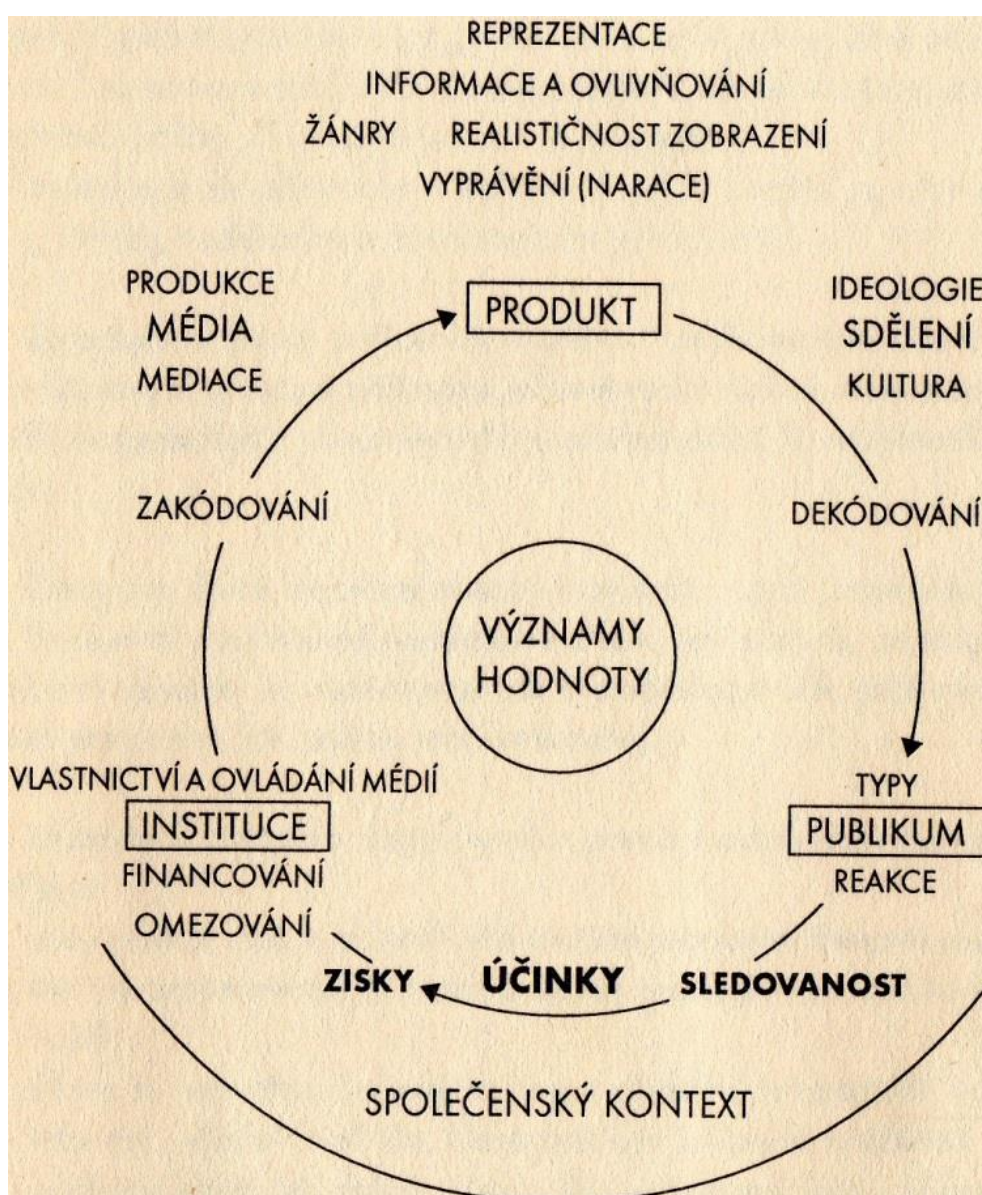 REPREZENTACE
INFORMACE A OVLIVŇOVÁNÍ
ŽÁNRY REALISTIČNOST ZOBRAZENÍ
VYPRÁVĚNÍ (NARACE)
PRODUKCE
MÉDIA
MEDIACE
PRODUKT
IDEOLOGIE
SDĚLENÍ
KULTURA
ZAKÓDOVÁNÍ
DEKÓDOVÁNÍ
VÝZNAMY
HODNOTY
VLASTNICTVÍ A OVLÁDÁNÍ MÉDIÍ
INSTITUCE
FINANCOVÁNÍ
OMEZOVÁNÍ
TYPY
PUBLIKUM
REAKCE
ZISKY ÚČINKY SLEDOVANOST
SPOLEČENSKÝ KONTEXT